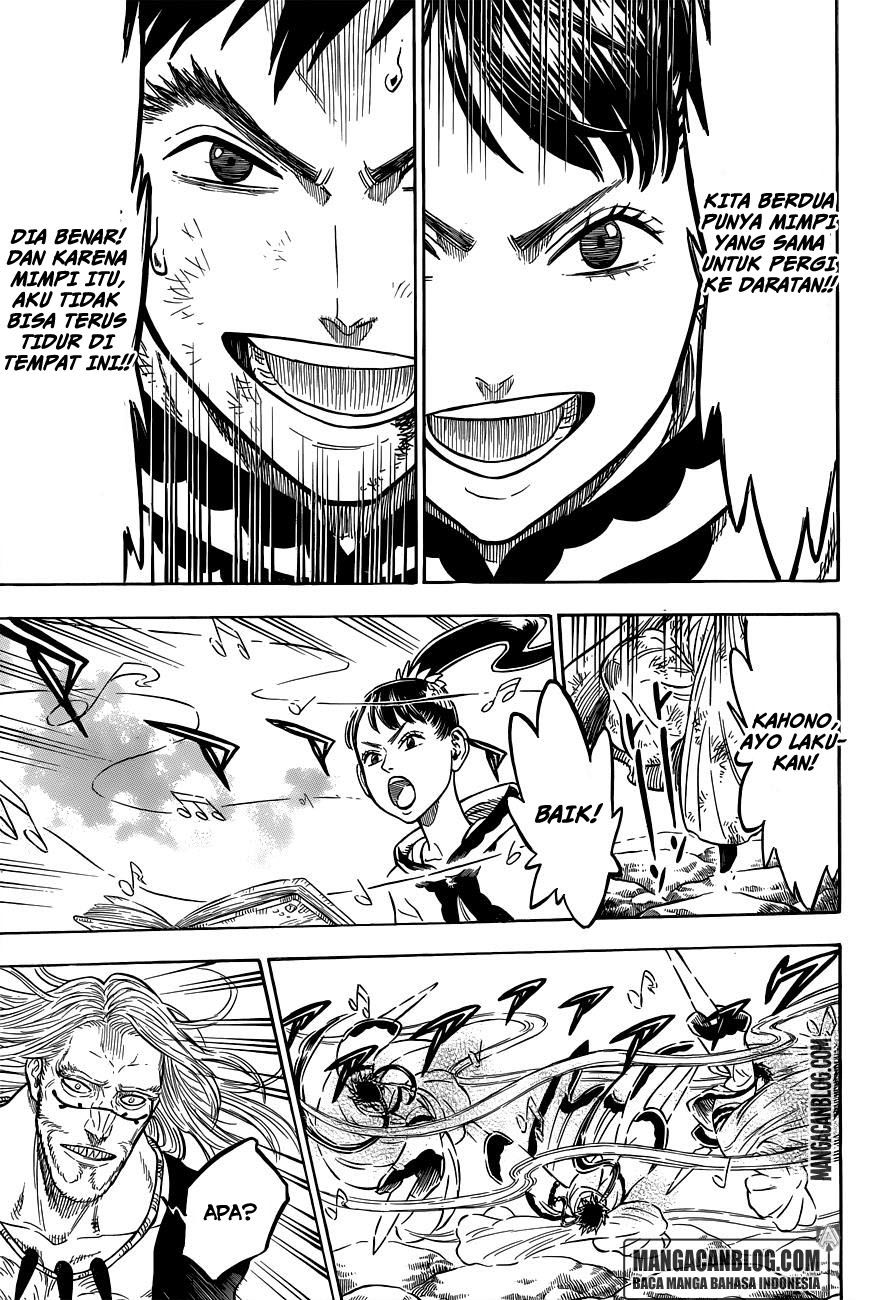 KITA BERDUA
PUNYA MIMPI
YANG SAMA
UNTUK PERGI
KE DARATAN!!
DIA BENAR!
DAN KARENA
MIMPI ITU,
AKU TIDAK
BISA TERUS
TIDUR DI
TEMPAT INI!!
KAHONO,
AYO LAKU-
KAN!
BAIK!
APA?
MANGACANBLOG.COM
MANGACANBLOG.COM
BACA MANGA BAHASA INDONESIA